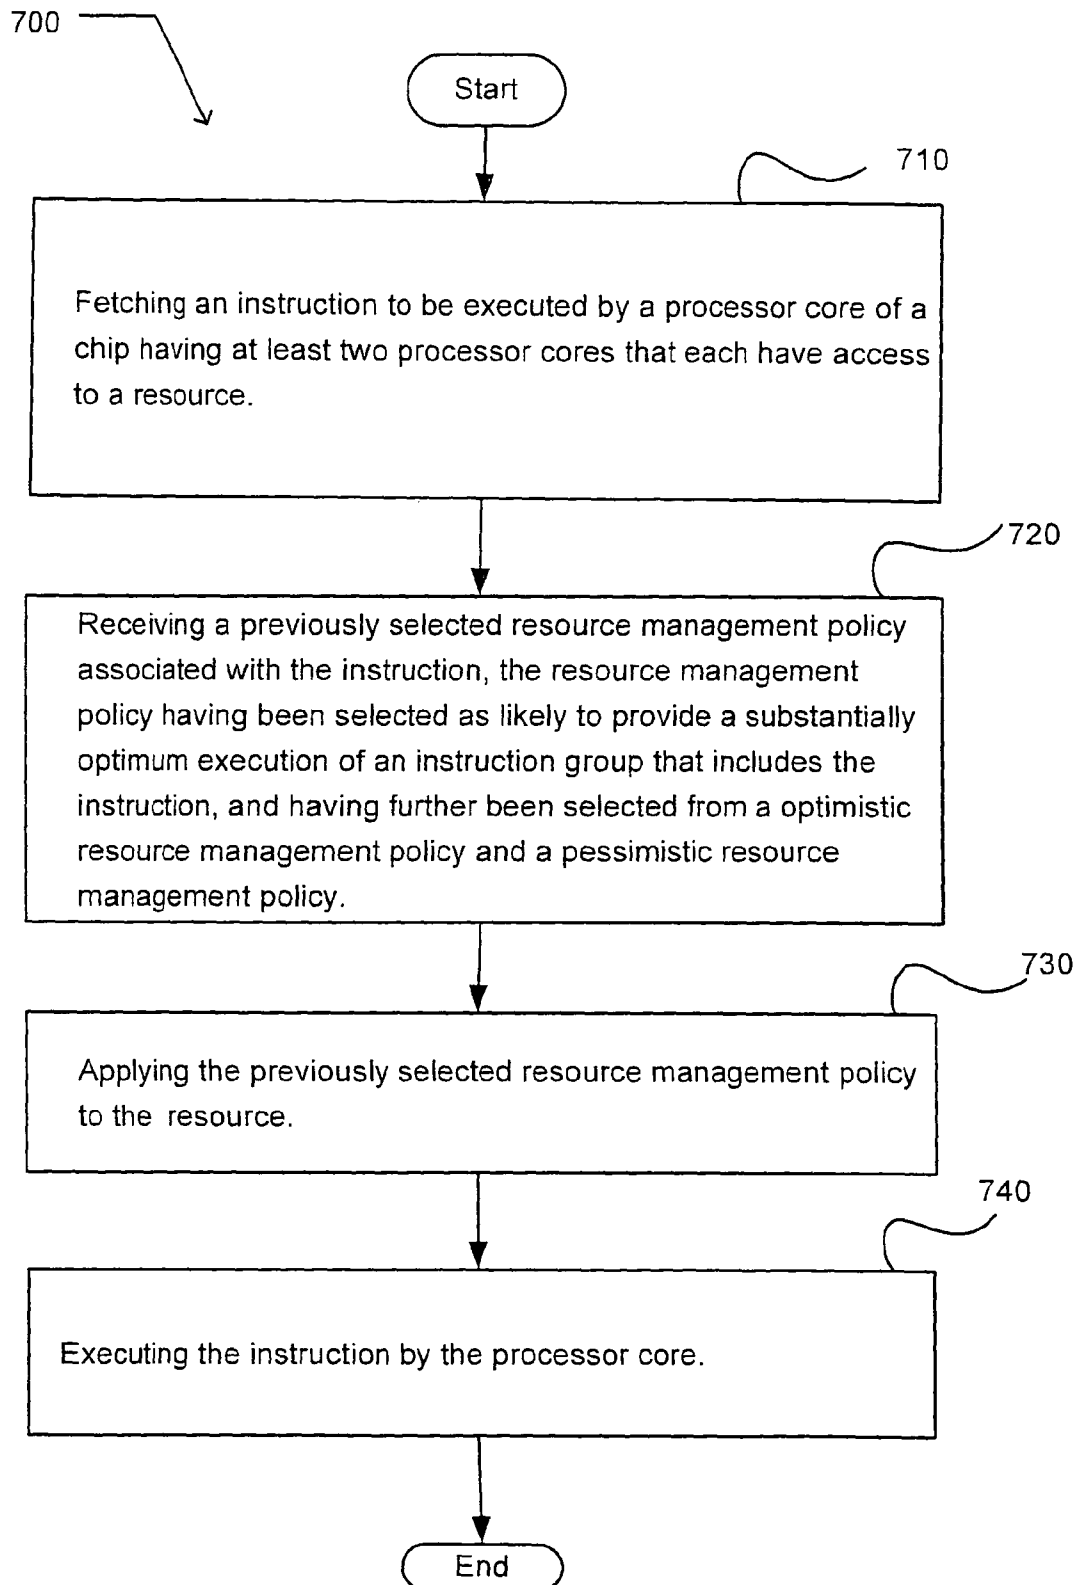 700
Start
710
Fetching an instruction to be executed by a processor core of a
chip having at least two processor cores that each have access
to a resource.
720
Receiving a previously selected resource management policy
associated with the instruction, the resource management
policy having been selected as likely to provide a substantially
optimum execution of an instruction group that includes the
instruction, and having further been selected from a optimistic
resource management policy and a pessimistic resource
management policy.
730
Applying the previously selected resource management policy
to the resource.
740
Executing the instruction by the processor core.
End